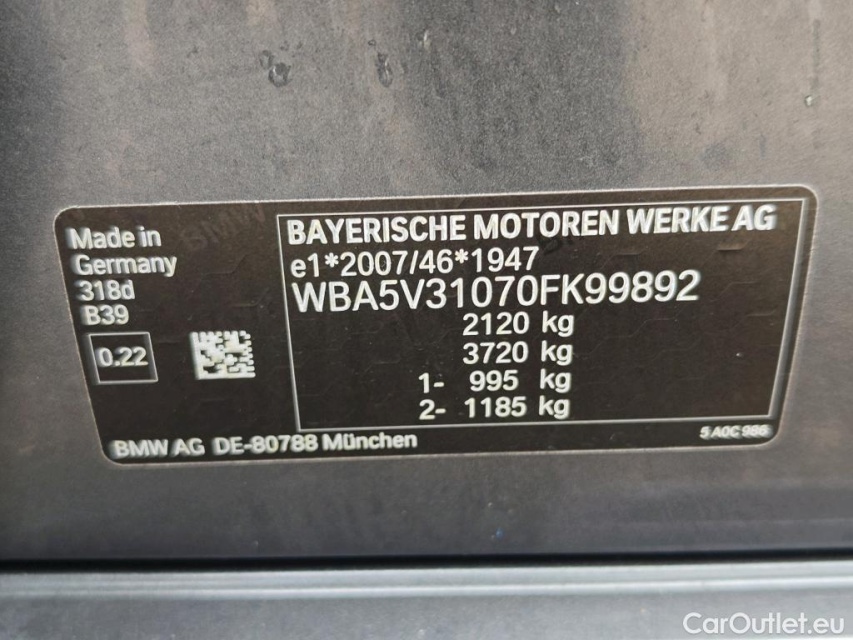 Made in
Germany
318d
B39
0.22
BAYERISCHE MOTOREN WERKE AG
e1*2007/46*1947
WBA5V31070FK99892
2120 kg
3720 kg
1- 995 kg
2- 1185 kg
BMW AG DE-80788 München
5 A0C 986
CarOutlet.eu